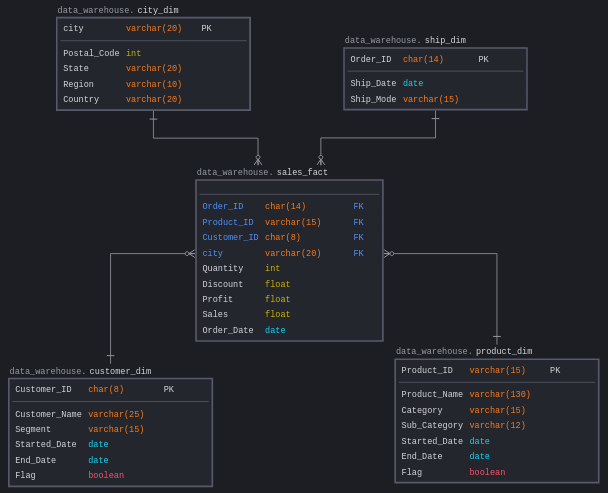 data_warehouse. city_dim
city varchar(20) PK
Postal_Code int
State varchar(20)
Region varchar(10)
Country varchar(20)
data_warehouse. ship_dim
Order_ID char(14) PK
Ship_Date date
Ship_Mode varchar(15)
data_warehouse. sales_fact
Order_ID char(14) FK
Product_ID varchar(15) FK
Customer_ID char(8) FK
city varchar(20) FK
Quantity int
Discount float
Profit float
Sales float
Order_Date date
data_warehouse. customer_dim
Customer_ID char(8) PK
Customer_Name varchar(25)
Segment varchar(15)
Started_Date date
End_Date date
Flag boolean
data_warehouse. product_dim
Product_ID varchar(15) PK
Product_Name varchar(130)
Category varchar(15)
Sub_Category varchar(12)
Started_Date date
End_Date date
Flag boolean